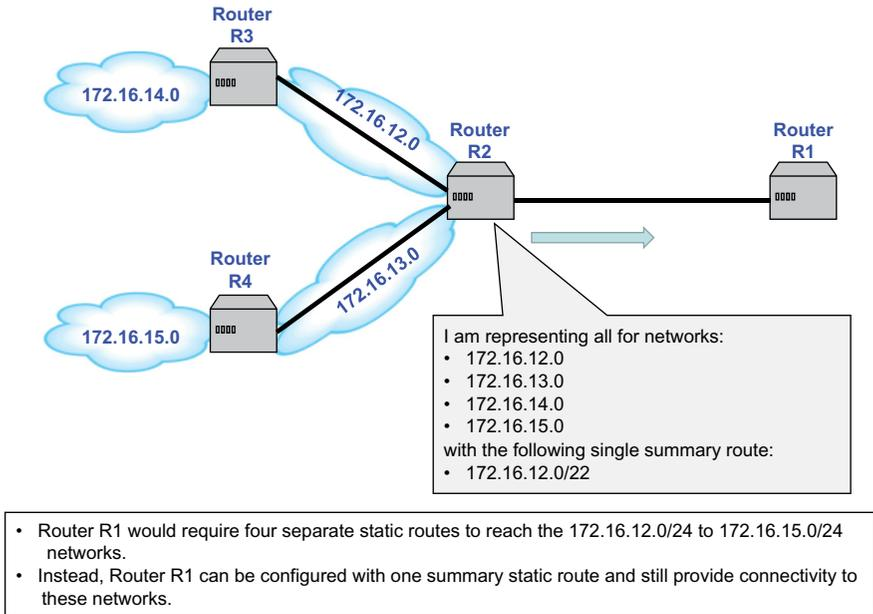 Router
R3
172.16.14.0
172.16.12.0
Router
R2
Router
R1
Router
R4
172.16.13.0
172.16.15.0
I am representing all for networks:
• 172.16.12.0
• 172.16.13.0
• 172.16.14.0
• 172.16.15.0
with the following single summary route:
• 172.16.12.0/22
• Router R1 would require four separate static routes to reach the 172.16.12.0/24 to 172.16.15.0/24
networks.
• Instead, Router R1 can be configured with one summary static route and still provide connectivity to
these networks.